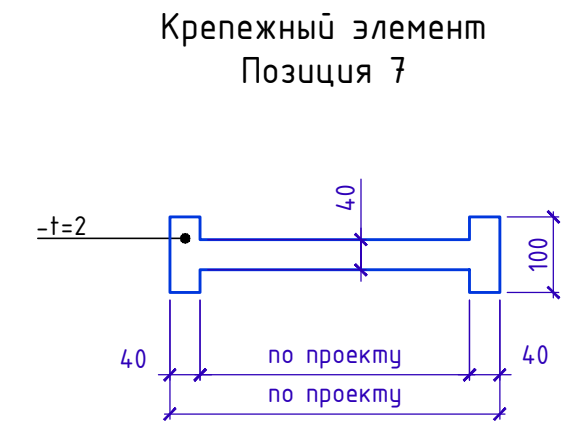 Крепежный элемент
Позиция 7
40
-t=2
100
40
по проекту
40
по проекту